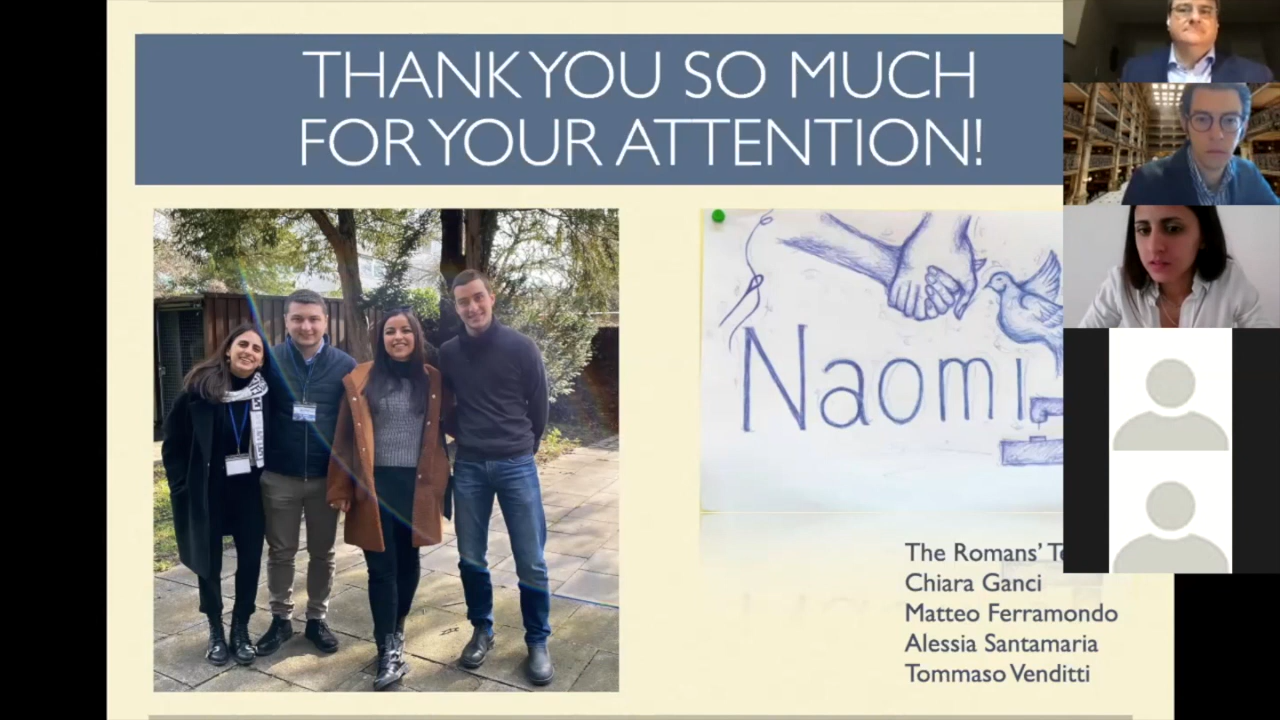 THANK YOU SO MUCH
FOR YOUR ATTENTION!
Naomi
The Romans'
Chiara Ganci
Matteo Ferramondo
Alessia Santamaria
Tommaso Venditti